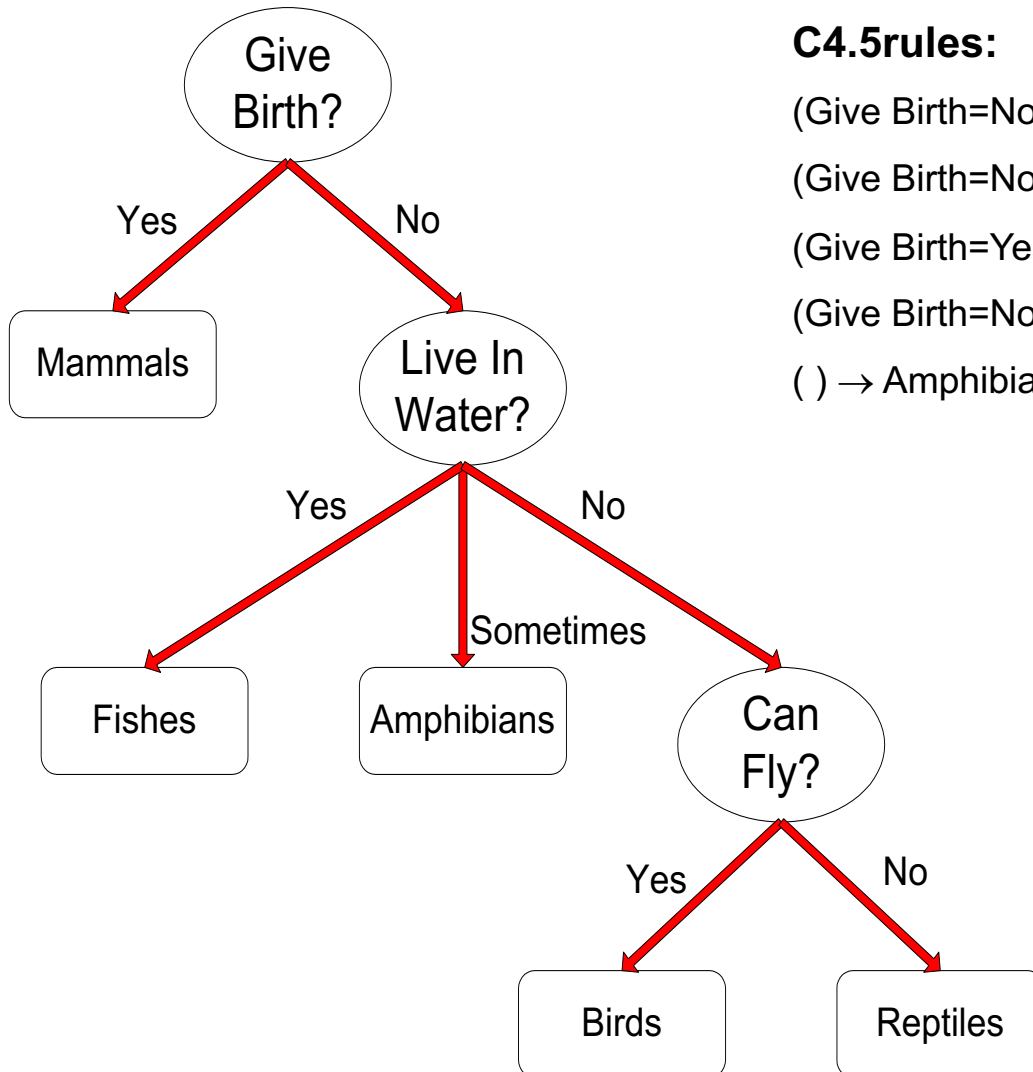 Give
Birth?
Yes
No
Mammals
Live In
Water?
Yes
No
Sometimes
Fishes
Amphibians
Can
Fly?
Yes
No
Birds
Reptiles
C4.5rules:
(Give Birth=No
(Give Birth=No
(Give Birth=Ye
(Give Birth=No
( ) → Amphibia